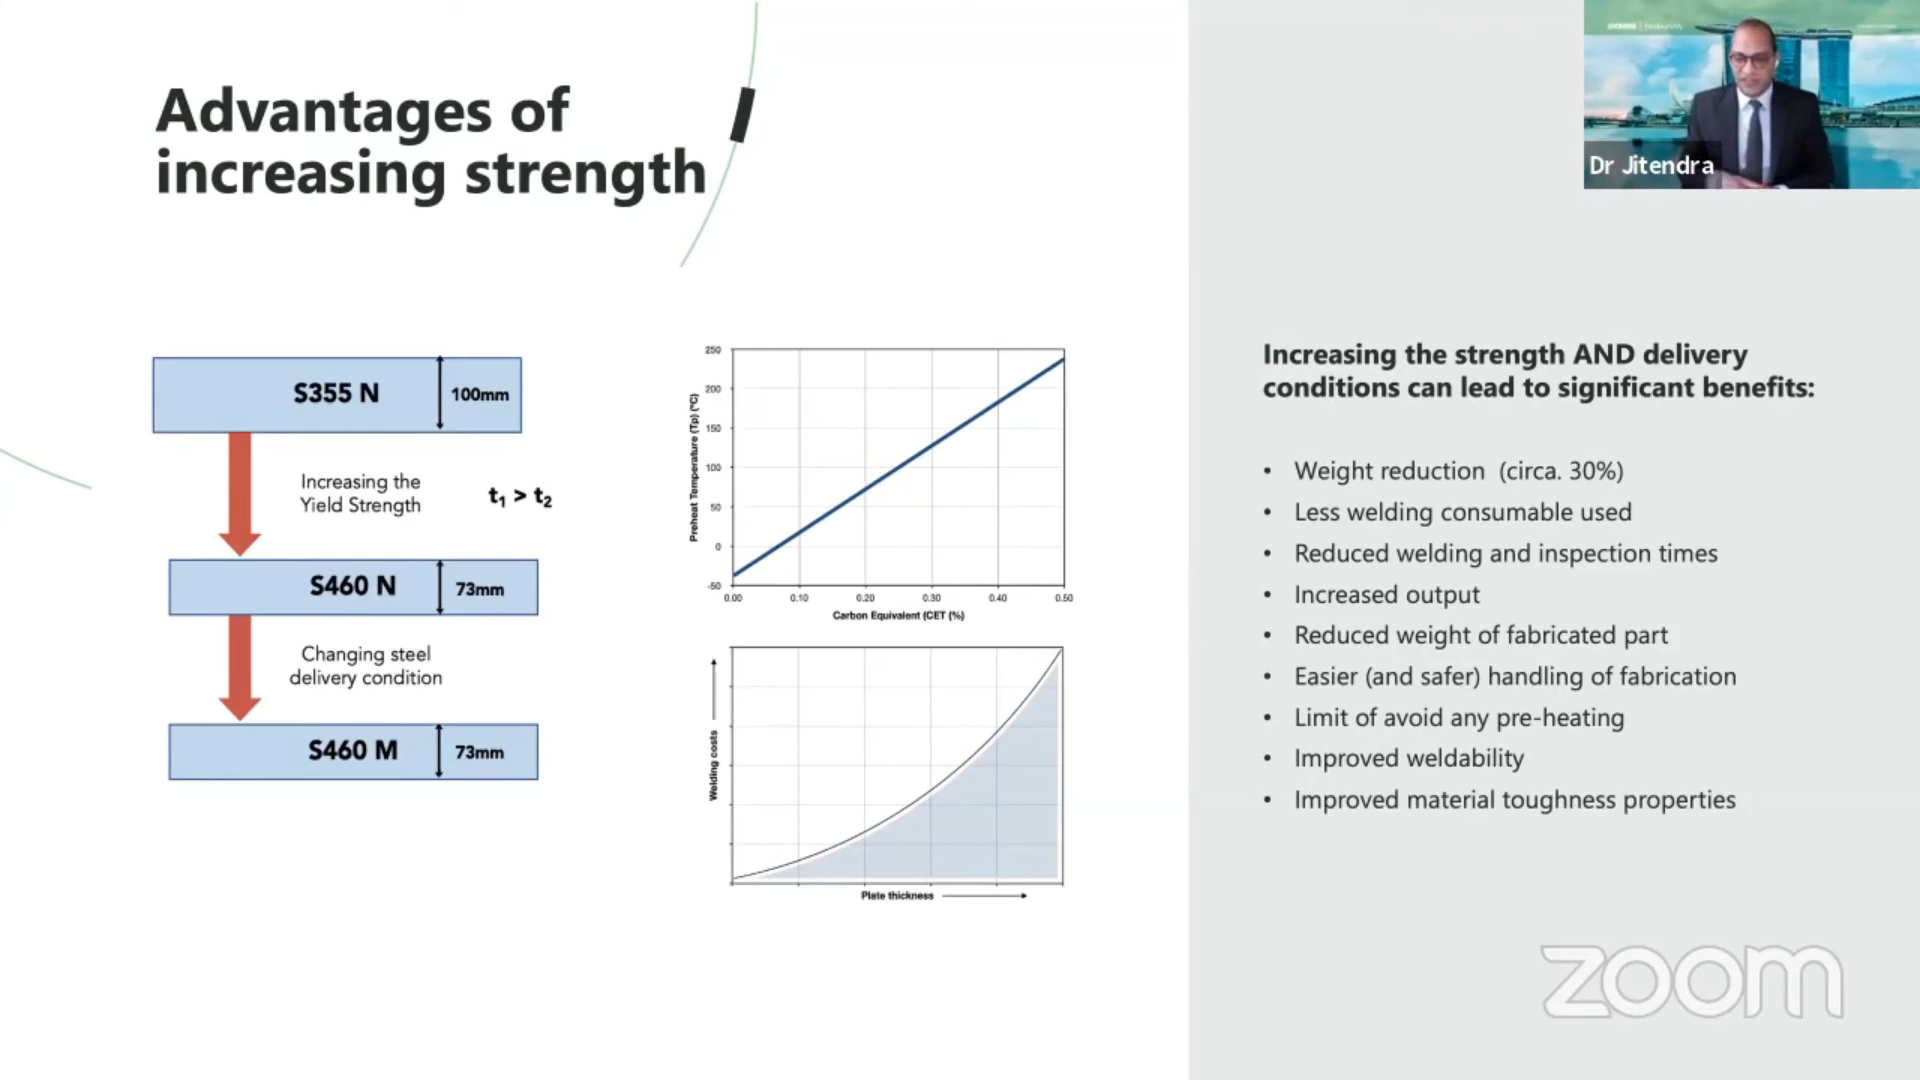 Advantages of
increasing strength
Dr Jitendra
S355 N
100mm
Increasing the
Yield Strength
t₁ > t₂
S460 N
73mm
Changing steel
delivery condition
S460 M
73mm
250
200
150
100
50
0
-50
Preheat Temperature (Tp) (°C)
0.00 0.10 0.20 0.30 0.40 0.50
Carbon Equivalent (CET (%)
Welding costs
Plate thickness
Increasing the strength AND delivery
conditions can lead to significant benefits:
• Weight reduction (circa. 30%)
• Less welding consumable used
• Reduced welding and inspection times
• Increased output
• Reduced weight of fabricated part
• Easier (and safer) handling of fabrication
• Limit of avoid any pre-heating
• Improved weldability
• Improved material toughness properties
zoom